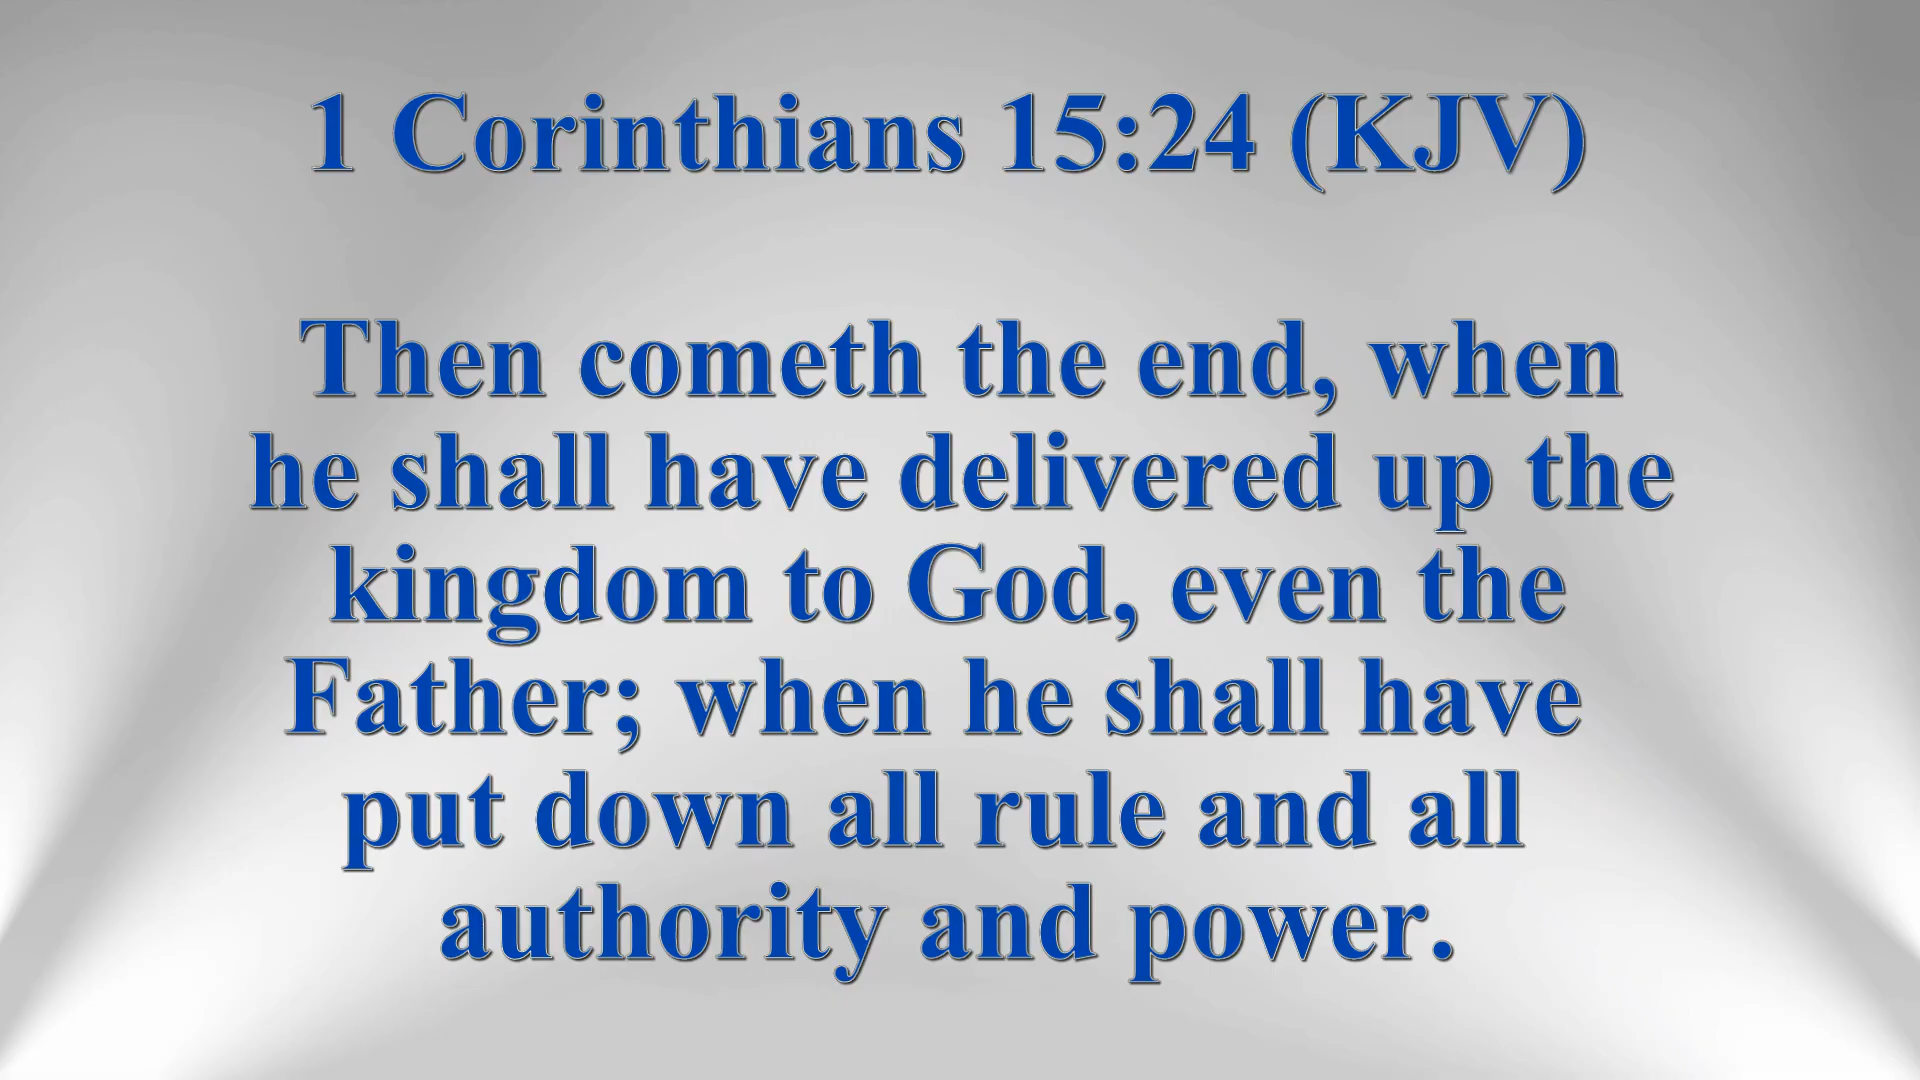 1 Corinthians 15:24 (KJV)
Then cometh the end, when
he shall have delivered up the
kingdom to God, even the
Father; when he shall have
put down all rule and all
authority and power.